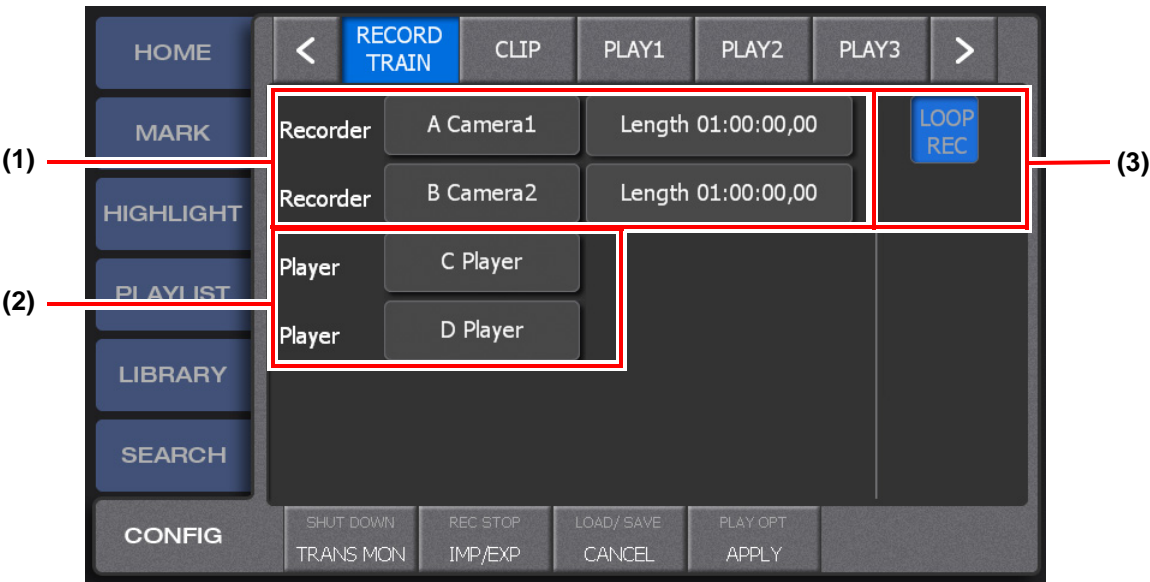 HOME
MARK
HIGHLIGHT
PLAYLIST
LIBRARY
SEARCH
CONFIG
<
RECORD
TRAIN
CLIP
PLAY1
PLAY2
PLAY3
>
Recorder
A Camera1
Length 01:00:00,00
LOOP
REC
Recorder
B Camera2
Length 01:00:00,00
Player
C Player
Player
D Player
SHUT DOWN
TRANS MON
REC STOP
IMP/EXP
LOAD/ SAVE
CANCEL
PLAY OPT
APPLY
(1)
(2)
(3)